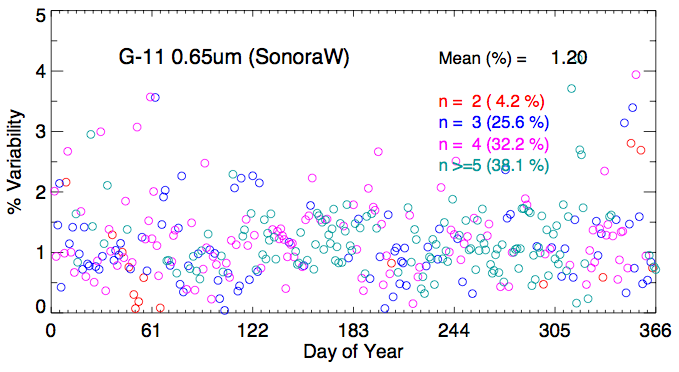 G-11 0.65um (SonoraW)
Mean (%) = 1.20
n = 2 ( 4.2 %)
n = 3 (25.6 %)
n = 4 (32.2 %)
n >=5 (38.1 %)
% Variability
5
4
3
2
1
0
0 61 122 183 244 305 366
Day of Year